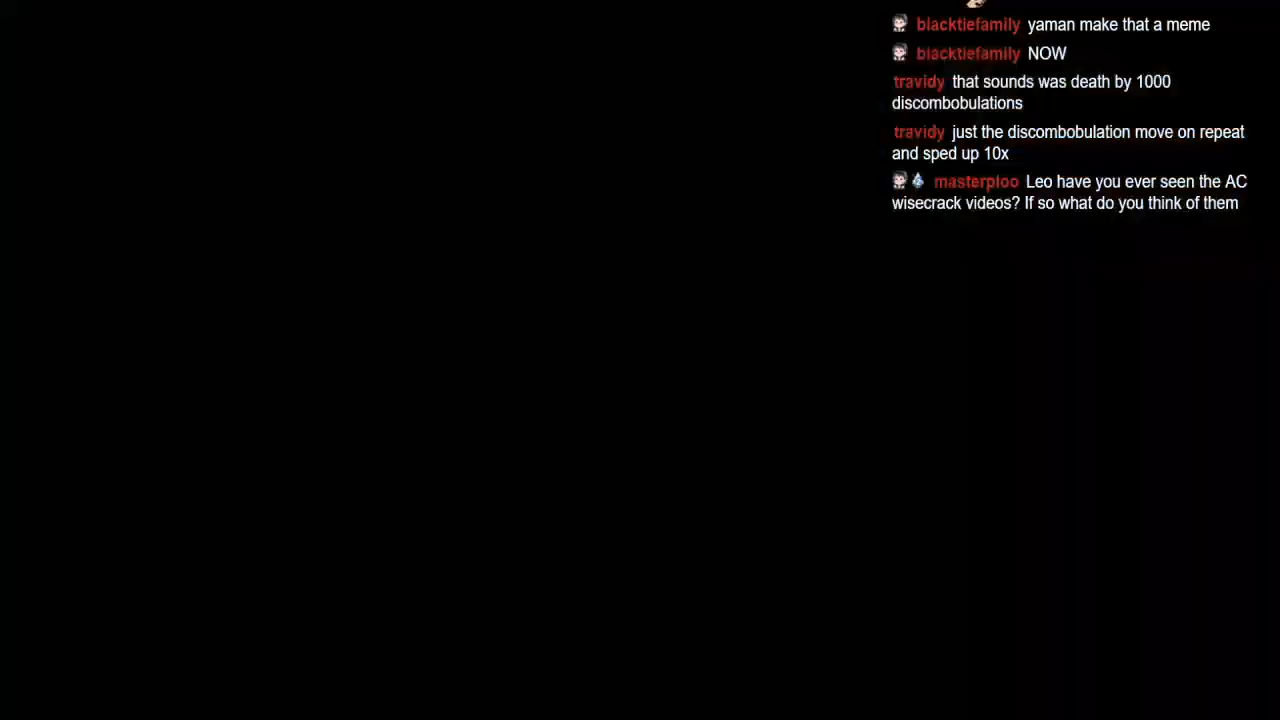 blacktiefamily yaman make that a meme
blacktiefamily NOW
travidy that sounds was death by 1000
discombobulations
travidy just the discombobulation move on repeat
and sped up 10x
masterploo Leo have you ever seen the AC
wisecrack videos? If so what do you think of them